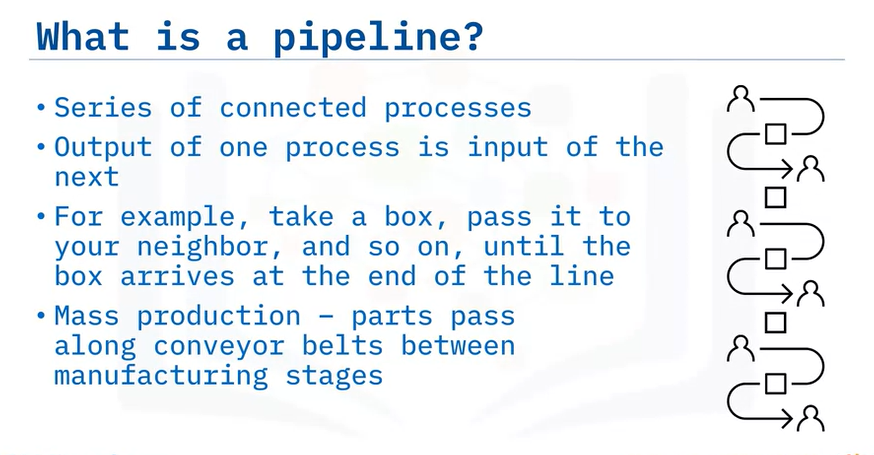 What is a pipeline?
• Series of connected processes
• Output of one process is input of the
next
• For example, take a box, pass it to
your neighbor, and so on, until the
box arrives at the end of the line
• Mass production – parts pass
along conveyor belts between
manufacturing stages